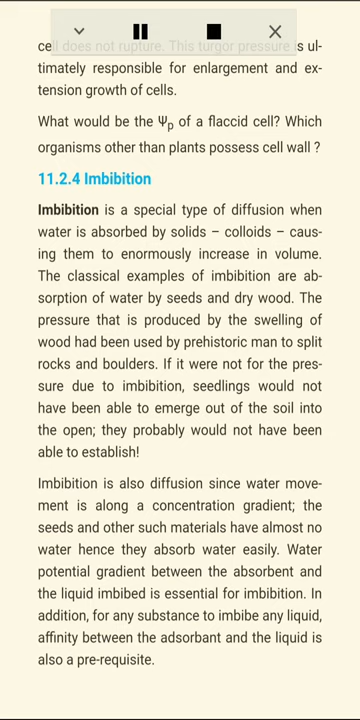 cell does not rupture. This turgor pressure is ul-
timately responsible for enlargement and ex-
tension growth of cells.
What would be the Ψp of a flaccid cell? Which
organisms other than plants possess cell wall ?
11.2.4 Imbibition
Imbibition is a special type of diffusion when
water is absorbed by solids – colloids – caus-
ing them to enormously increase in volume.
The classical examples of imbibition are ab-
sorption of water by seeds and dry wood. The
pressure that is produced by the swelling of
wood had been used by prehistoric man to split
rocks and boulders. If it were not for the pres-
sure due to imbibition, seedlings would not
have been able to emerge out of the soil into
the open; they probably would not have been
able to establish!
Imbibition is also diffusion since water move-
ment is along a concentration gradient; the
seeds and other such materials have almost no
water hence they absorb water easily. Water
potential gradient between the absorbent and
the liquid imbibed is essential for imbibition. In
addition, for any substance to imbibe any liquid,
affinity between the adsorbant and the liquid is
also a pre-requisite.